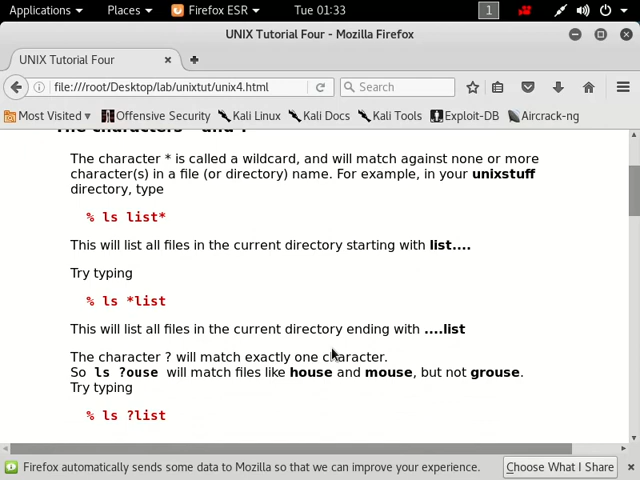 Applications Places Firefox ESR Tue 01:33 1
UNIX Tutorial Four - Mozilla Firefox
UNIX Tutorial Four
file:///root/Desktop/lab/unixtut/unix4.html Search
Most Visited Offensive Security Kali Linux Kali Docs Kali Tools Exploit-DB Aircrack-ng
The characters * and ?
The character * is called a wildcard, and will match against none or more
character(s) in a file (or directory) name. For example, in your unixstuff
directory, type
% ls list*
This will list all files in the current directory starting with list....
Try typing
% ls *list
This will list all files in the current directory ending with ....list
The character ? will match exactly one character.
So ls ?ouse will match files like house and mouse, but not grouse.
Try typing
% ls ?list
Firefox automatically sends some data to Mozilla so that we can improve your experience. Choose What I Share